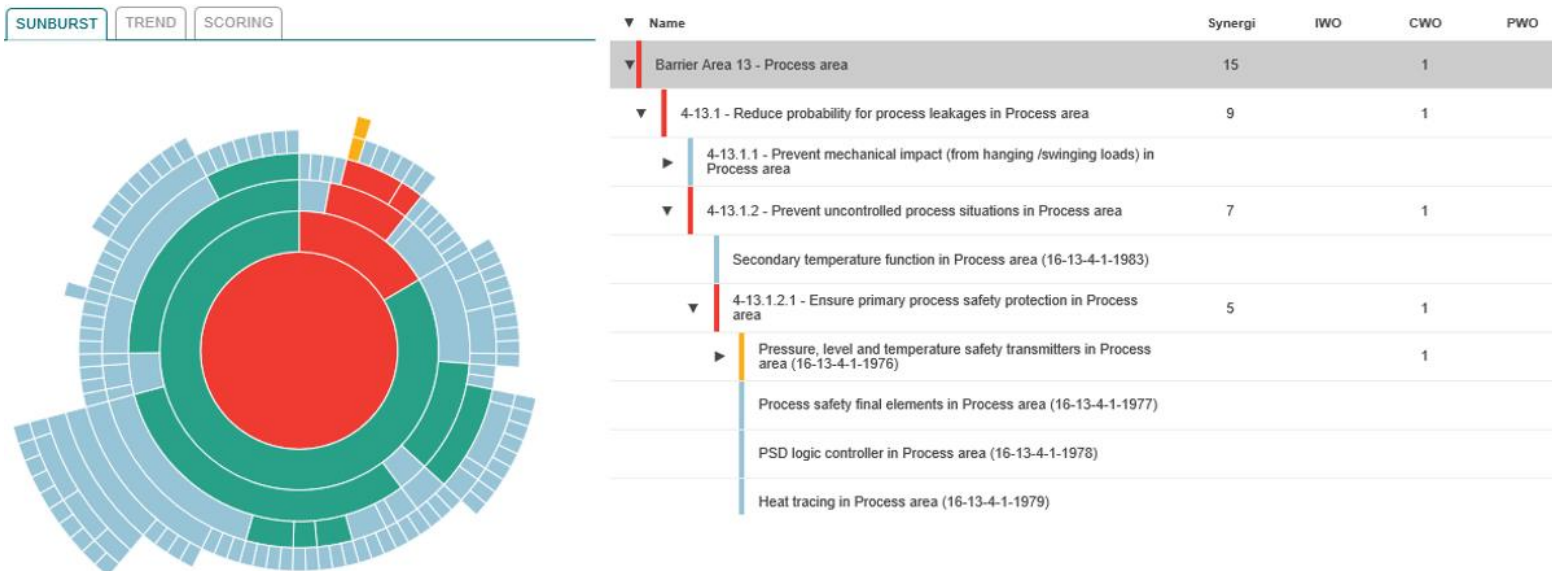 SUNBURST TREND SCORING
Name Synergi IWO CWO PWO
Barrier Area 13 - Process area 15 1
4-13.1 - Reduce probability for process leakages in Process area 9 1
4-13.1.1 - Prevent mechanical impact (from hanging /swinging loads) in
Process area
4-13.1.2 - Prevent uncontrolled process situations in Process area 7 1
Secondary temperature function in Process area (16-13-4-1-1983)
4-13.1.2.1 - Ensure primary process safety protection in Process
area 5 1
Pressure, level and temperature safety transmitters in Process
area (16-13-4-1-1976) 1
Process safety final elements in Process area (16-13-4-1-1977)
PSD logic controller in Process area (16-13-4-1-1978)
Heat tracing in Process area (16-13-4-1-1979)